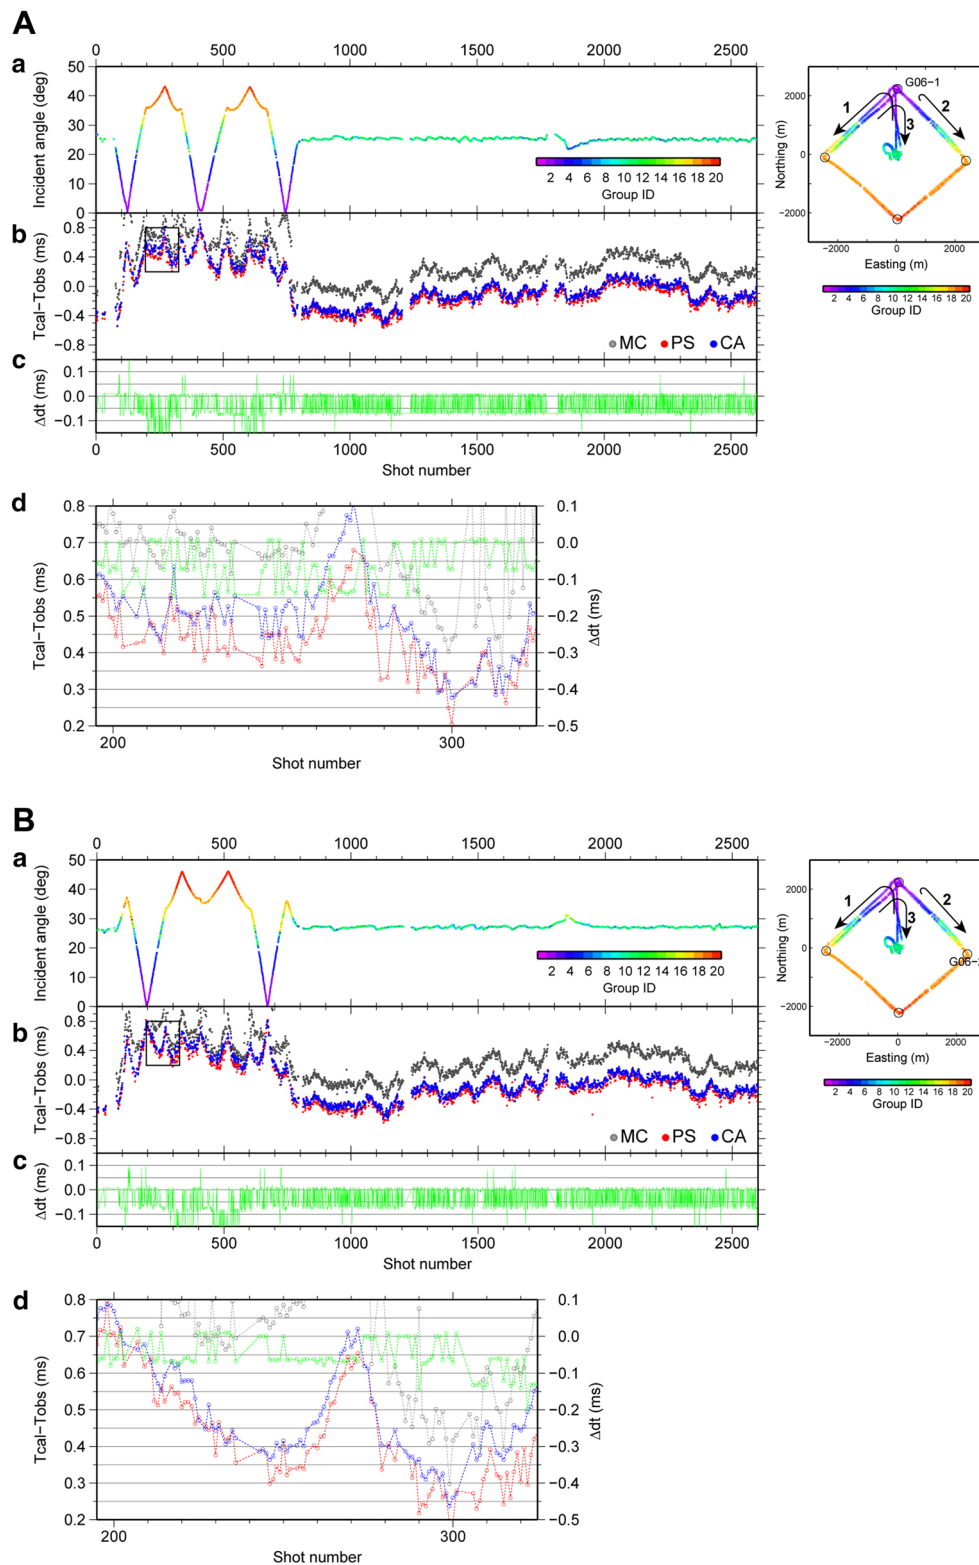 A
a
0 500 1000 1500 2000 2500
50
40
30
20
10
0
Incident angle (deg)
2 4 6 8 10 12 14 16 18 20
Group ID
G06-1
1 2 3
2000
0
−2000
Northing (m)
−2000 0 2000
Easting (m)
2 4 6 8 10 12 14 16 18 20
Group ID
b
0.8
0.4
0.0
−0.4
−0.8
Tcal−Tobs (ms)
MC PS CA
c
0.1
0.0
−0.1
Δdt (ms)
0 500 1000 1500 2000 2500
Shot number
d
0.8 0.1
0.7 0.0
0.6 −0.1
0.5 −0.2
0.4 −0.3
0.3 −0.4
0.2 −0.5
Tcal−Tobs (ms)
Δdt (ms)
200 300
Shot number
B
a
0 500 1000 1500 2000 2500
50
40
30
20
10
0
Incident angle (deg)
2 4 6 8 10 12 14 16 18 20
Group ID
1 2 3
G06-
2000
0
−2000
Northing (m)
−2000 0 2000
Easting (m)
2 4 6 8 10 12 14 16 18 20
Group ID
b
0.8
0.4
0.0
−0.4
−0.8
Tcal−Tobs (ms)
MC PS CA
c
0.1
0.0
−0.1
Δdt (ms)
0 500 1000 1500 2000 2500
Shot number
d
0.8 0.1
0.7 0.0
0.6 −0.1
0.5 −0.2
0.4 −0.3
0.3 −0.4
0.2 −0.5
Tcal−Tobs (ms)
Δdt (ms)
200 300
Shot number